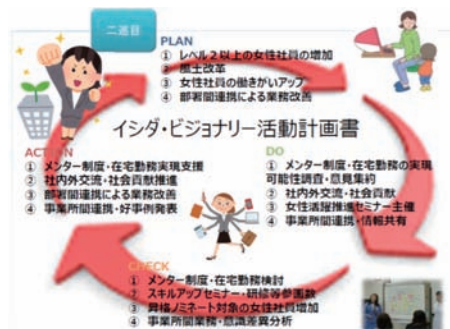 二巡目
PLAN
① レベル2以上の女性社員の増加
② 風土改革
③ 女性社員の働きがいアップ
④ 部署間連携による業務改善
イシダ・ビジョナリー活動計画書
ACTION
① メンター制度・在宅勤務実現支援
② 社内外交流・社会貢献推進
③ 部署間連携による業務改善
④ 事業所間連携・好事例発表
DO
① メンター制度・在宅勤務の実現
可能性調査・意見集約
② 社内外交流・社会貢献
③ 女性活躍推進セミナー主催
④ 事業所間連携・情報共有
CHECK
① メンター制度・在宅勤務検討
② スキルアップセミナー・研修等参画数
③ 昇格ノミネート対象の女性社員増加
④ 事業所間業務・意識差異分析